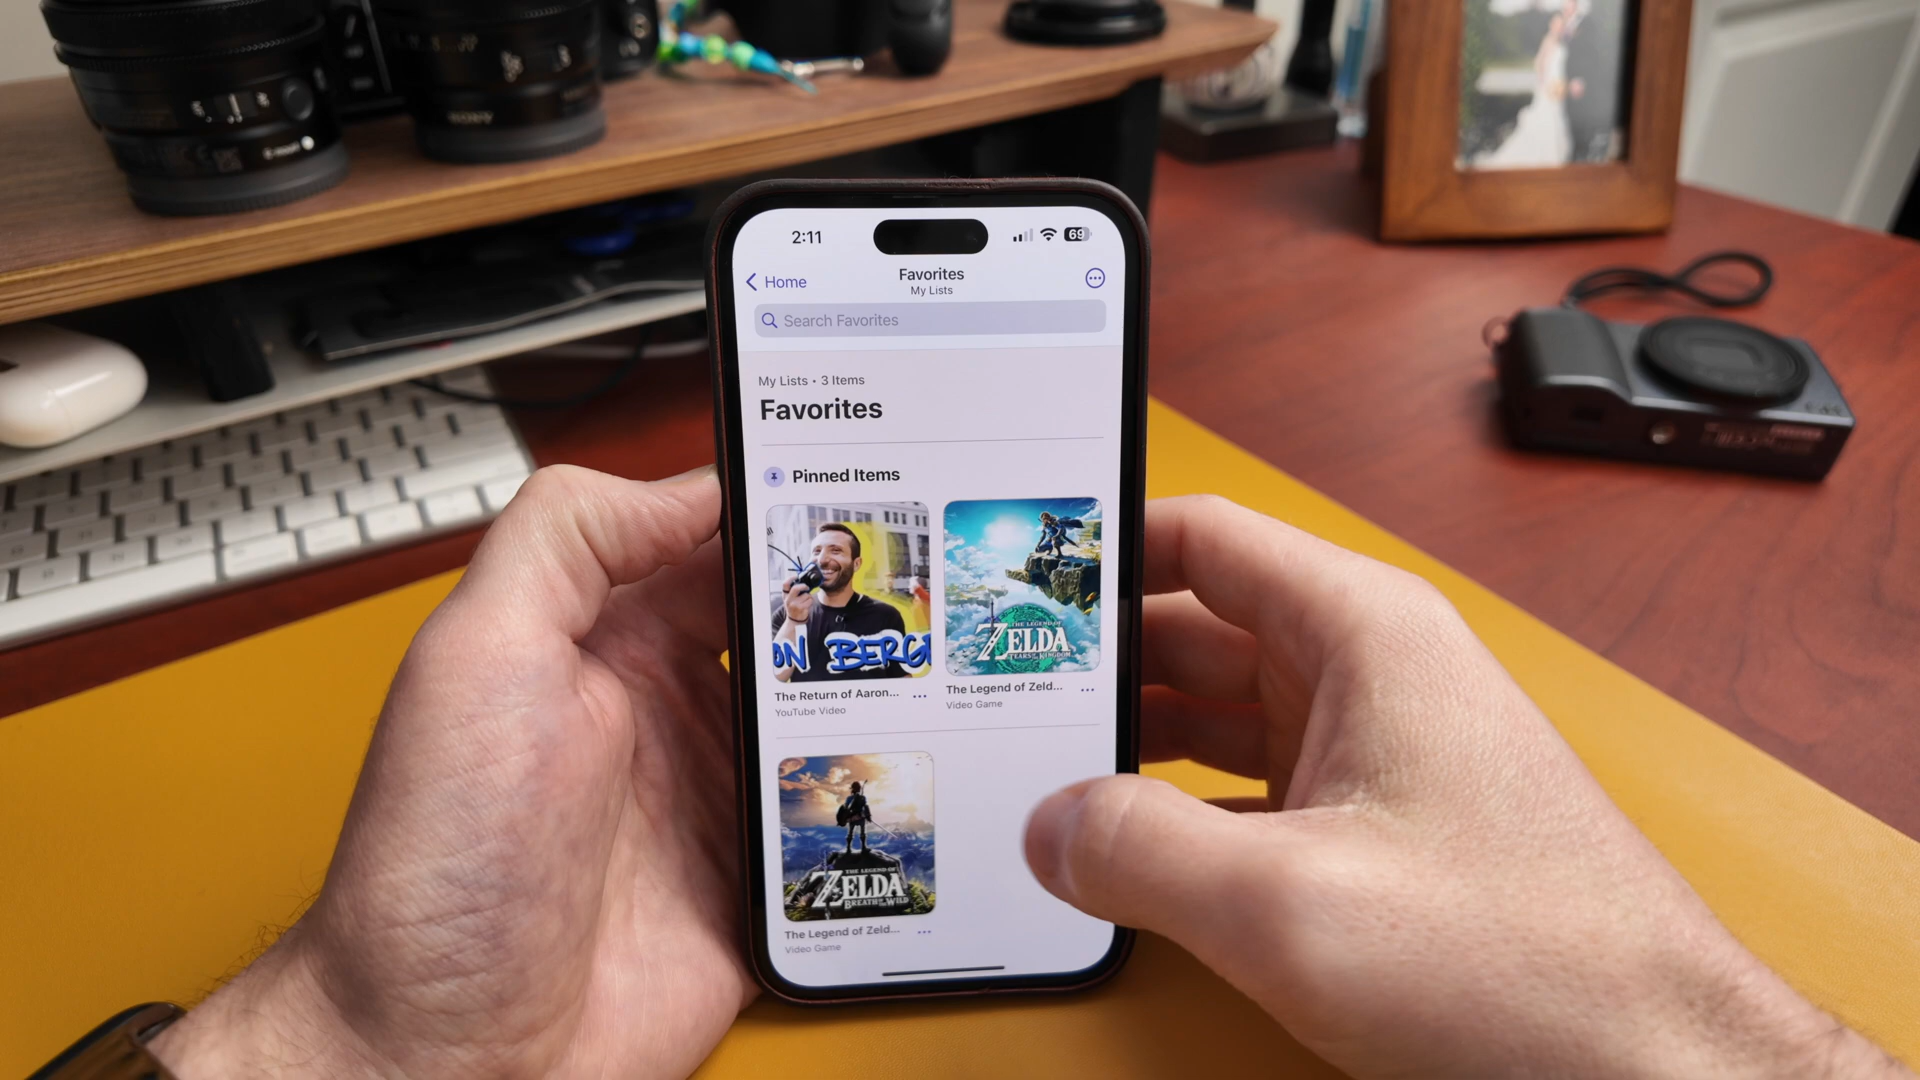 SONY
2:11
69
Home
Favorites
My Lists
Search Favorites
My Lists • 3 Items
Favorites
Pinned Items
ON BERG
THE LEGEND OF
ZELDA
TEARS OF THE KINGDOM
The Return of Aaron...
YouTube Video
The Legend of Zeld...
Video Game
THE LEGEND OF
ZELDA
BREATH OF THE WILD
The Legend of Zeld...
Video Game